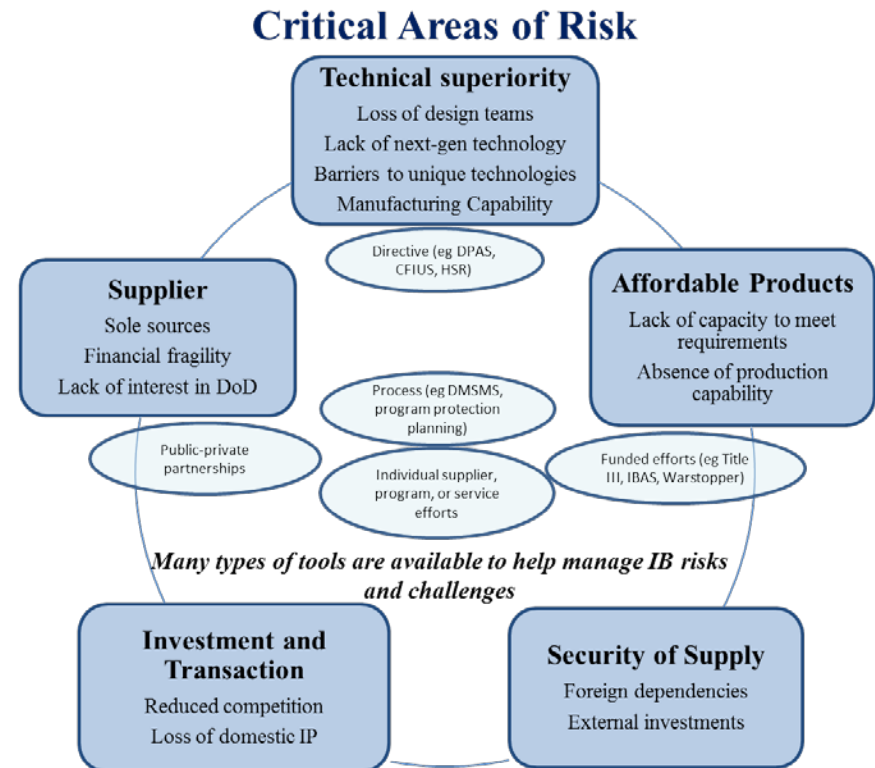 Critical Areas of Risk
Technical superiority
Loss of design teams
Lack of next-gen technology
Barriers to unique technologies
Manufacturing Capability
Directive (eg DPAS,
CFIUS, HSR)
Supplier
Sole sources
Financial fragility
Lack of interest in DoD
Affordable Products
Lack of capacity to meet
requirements
Absence of production
capability
Process (eg DMSMS,
program protection
planning)
Public-private
partnerships
Individual supplier,
program, or service
efforts
Funded efforts (eg Title
III, IBAS, Warstopper)
Many types of tools are available to help manage IB risks
and challenges
Investment and
Transaction
Reduced competition
Loss of domestic IP
Security of Supply
Foreign dependencies
External investments